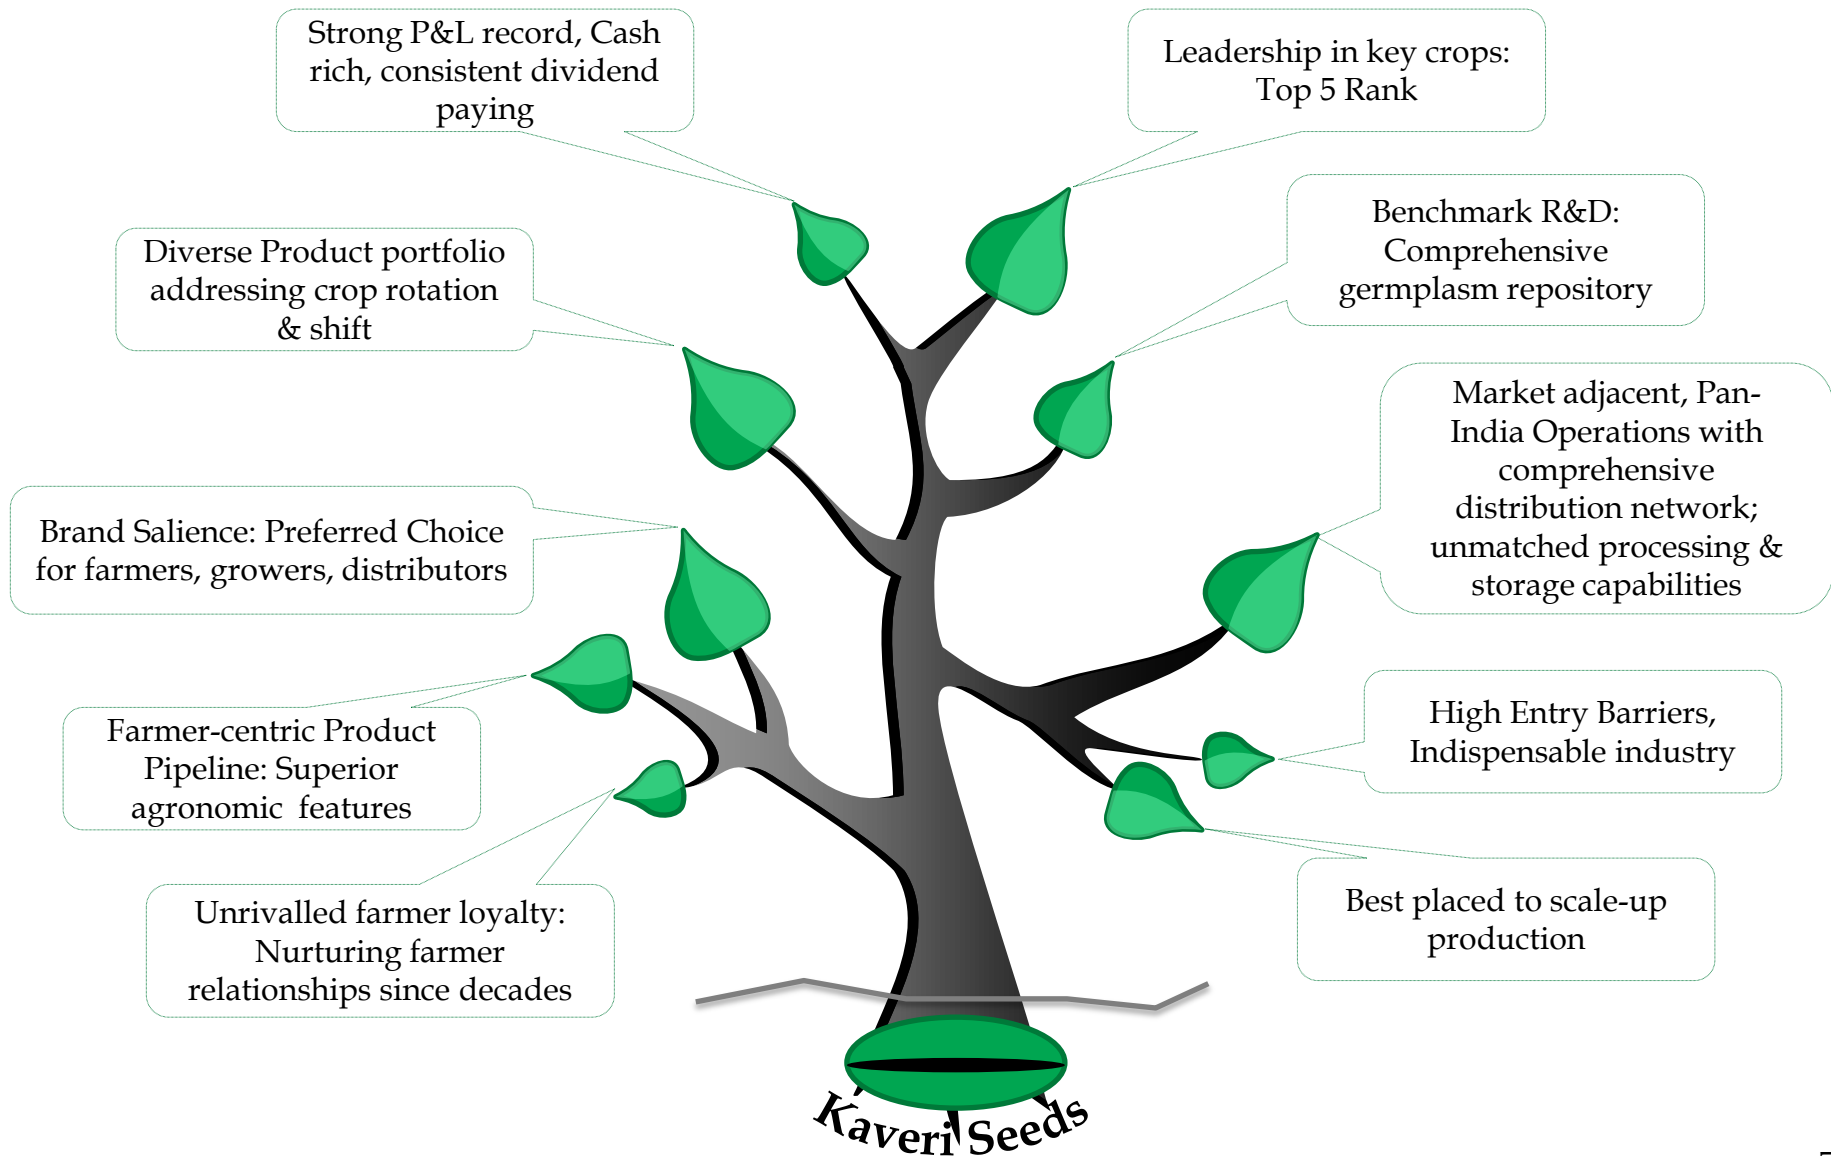 Strong P&L record, Cash
rich, consistent dividend
paying
Leadership in key crops:
Top 5 Rank
Benchmark R&D:
Comprehensive
germplasm repository
Diverse Product portfolio
addressing crop rotation
& shift
Market adjacent, Pan-
India Operations with
comprehensive
distribution network;
unmatched processing &
storage capabilities
Brand Salience: Preferred Choice
for farmers, growers, distributors
Farmer-centric Product
Pipeline: Superior
agronomic  features
High Entry Barriers,
Indispensable industry
Unrivalled farmer loyalty:
Nurturing farmer
relationships since decades
Best placed to scale-up
production
Kaveri Seeds